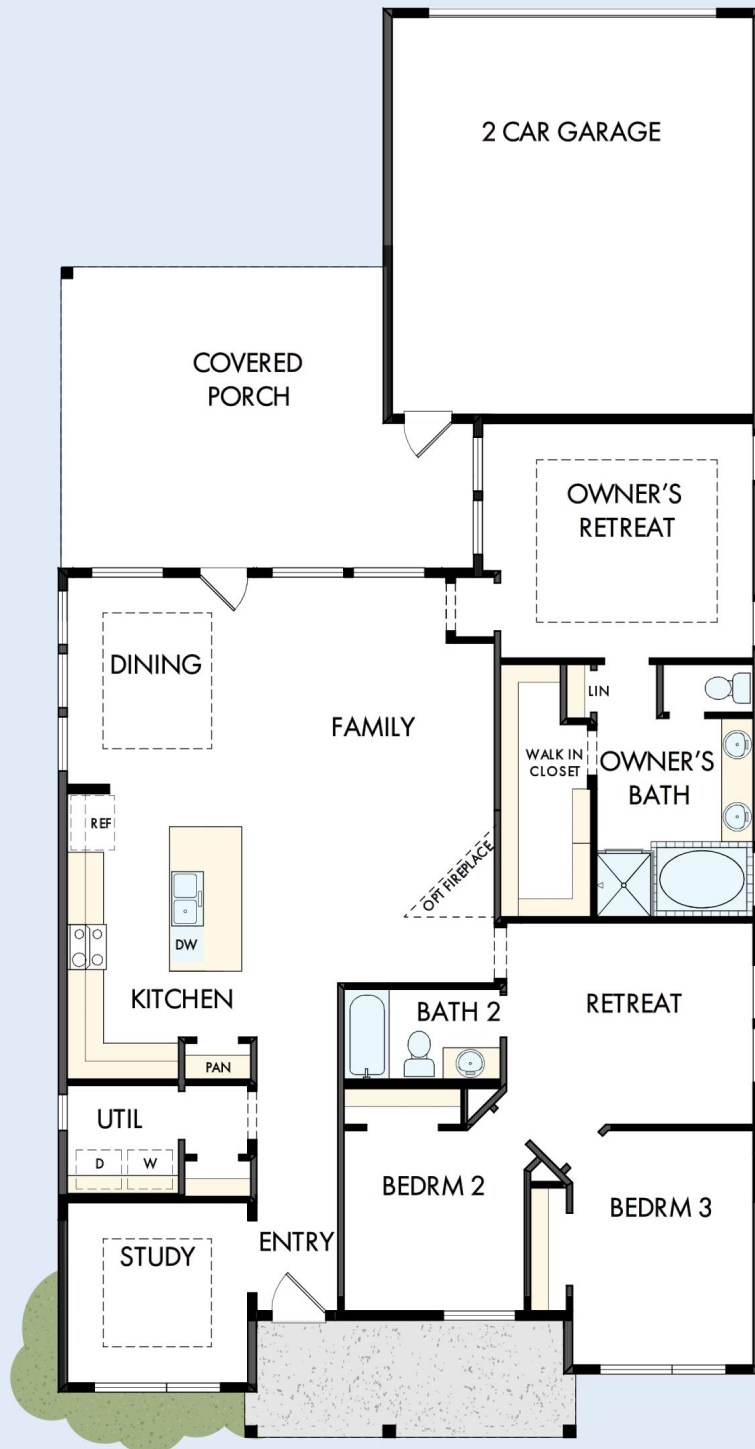 2 CAR GARAGE
COVERED
PORCH
OWNER'S
RETREAT
DINING
FAMILY
LIN
WALK IN
CLOSET
OWNER'S
BATH
REF
OPT FIREPLACE
DW
KITCHEN
BATH 2
RETREAT
PAN
UTIL
D
W
BEDRM 2
BEDRM 3
STUDY
ENTRY